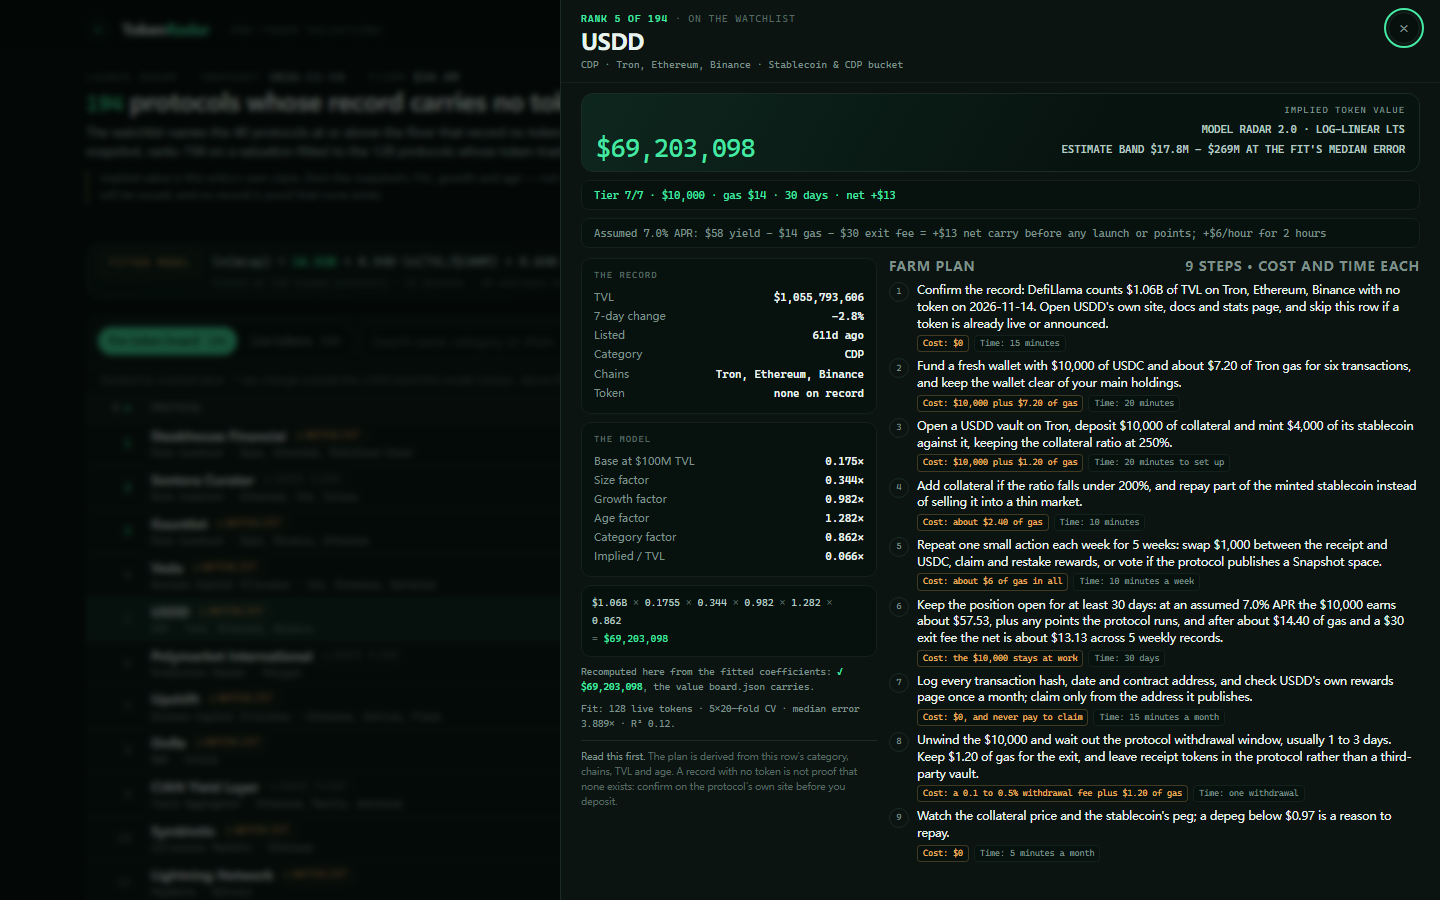 TokenRadar
194 protocols whose record carries no tok
RANK 5 OF 194 · ON THE WATCHLIST
USDD
CDP · Tron, Ethereum, Binance · Stablecoin & CDP bucket
×
IMPLIED TOKEN VALUE
$69,203,098
MODEL RADAR 2.0 · LOG-LINEAR LTS
ESTIMATE BAND $17.8M – $269M AT THE FIT'S MEDIAN ERROR
Tier 7/7 · $10,000 · gas $14 · 30 days · net +$13
Assumed 7.0% APR: $58 yield − $14 gas − $30 exit fee = +$13 net carry before any launch or points; +$6/hour for 2 hours
THE RECORD
TVL $1,055,793,606
7-day change −2.8%
Listed 611d ago
Category CDP
Chains Tron, Ethereum, Binance
Token none on record
THE MODEL
Base at $100M TVL 0.175×
Size factor 0.344×
Growth factor 0.982×
Age factor 1.282×
Category factor 0.862×
Implied / TVL 0.066×
$1.06B × 0.1755 × 0.344 × 0.982 × 1.282 ×
0.862
= $69,203,098
Recomputed here from the fitted coefficients: ✓
$69,203,098, the value board.json carries.
Fit: 128 live tokens · 5×20-fold CV · median error
3.889× · R² 0.12.
Read this first. The plan is derived from this row's category,
chains, TVL and age. A record with no token is not proof that
none exists: confirm on the protocol's own site before you
deposit.
FARM PLAN
9 STEPS • COST AND TIME EACH
1 Confirm the record: DefiLlama counts $1.06B of TVL on Tron, Ethereum, Binance with no
token on 2026-11-14. Open USDD's own site, docs and stats page, and skip this row if a
token is already live or announced.
Cost: $0 Time: 15 minutes
2 Fund a fresh wallet with $10,000 of USDC and about $7.20 of Tron gas for six transactions,
and keep the wallet clear of your main holdings.
Cost: $10,000 plus $7.20 of gas Time: 20 minutes
3 Open a USDD vault on Tron, deposit $10,000 of collateral and mint $4,000 of its stablecoin
against it, keeping the collateral ratio at 250%.
Cost: $10,000 plus $1.20 of gas Time: 20 minutes to set up
4 Add collateral if the ratio falls under 200%, and repay part of the minted stablecoin instead
of selling it into a thin market.
Cost: about $2.40 of gas Time: 10 minutes
5 Repeat one small action each week for 5 weeks: swap $1,000 between the receipt and
USDC, claim and restake rewards, or vote if the protocol publishes a Snapshot space.
Cost: about $6 of gas in all Time: 10 minutes a week
6 Keep the position open for at least 30 days: at an assumed 7.0% APR the $10,000 earns
about $57.53, plus any points the protocol runs, and after about $14.40 of gas and a $30
exit fee the net is about $13.13 across 5 weekly records.
Cost: the $10,000 stays at work Time: 30 days
7 Log every transaction hash, date and contract address, and check USDD's own rewards
page once a month; claim only from the address it publishes.
Cost: $0, and never pay to claim Time: 15 minutes a month
8 Unwind the $10,000 and wait out the protocol withdrawal window, usually 1 to 3 days.
Keep $1.20 of gas for the exit, and leave receipt tokens in the protocol rather than a third-
party vault.
Cost: a 0.1 to 0.5% withdrawal fee plus $1.20 of gas Time: one withdrawal
9 Watch the collateral price and the stablecoin's peg; a depeg below $0.97 is a reason to
repay.
Cost: $0 Time: 5 minutes a month